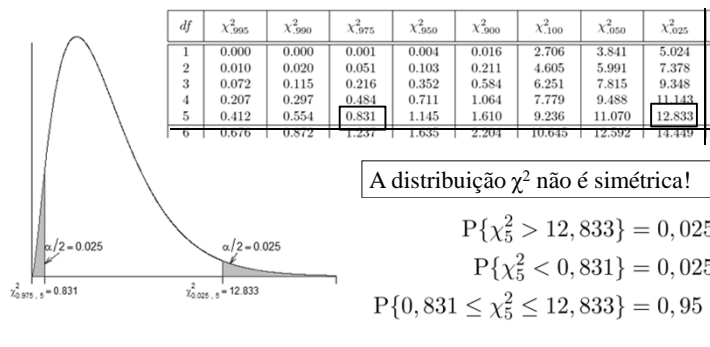 df χ².995 χ².990 χ².975 χ².950 χ².900 χ².100 χ².050 χ².025
1 0.000 0.000 0.001 0.004 0.016 2.706 3.841 5.024
2 0.010 0.020 0.051 0.103 0.211 4.605 5.991 7.378
3 0.072 0.115 0.216 0.352 0.584 6.251 7.815 9.348
4 0.207 0.297 0.484 0.711 1.064 7.779 9.488 11.143
5 0.412 0.554 0.831 1.145 1.610 9.236 11.070 12.833
6 0.676 0.872 1.237 1.635 2.204 10.645 12.592 14.449
A distribuição χ² não é simétrica!
P{χ²₅ > 12,833} = 0,025
P{χ²₅ < 0,831} = 0,025
P{0,831 ≤ χ²₅ ≤ 12,833} = 0,95
α/2 = 0.025 α/2 = 0.025
χ²0.975 , 5 = 0.831 χ²0.025 , 5 = 12.833